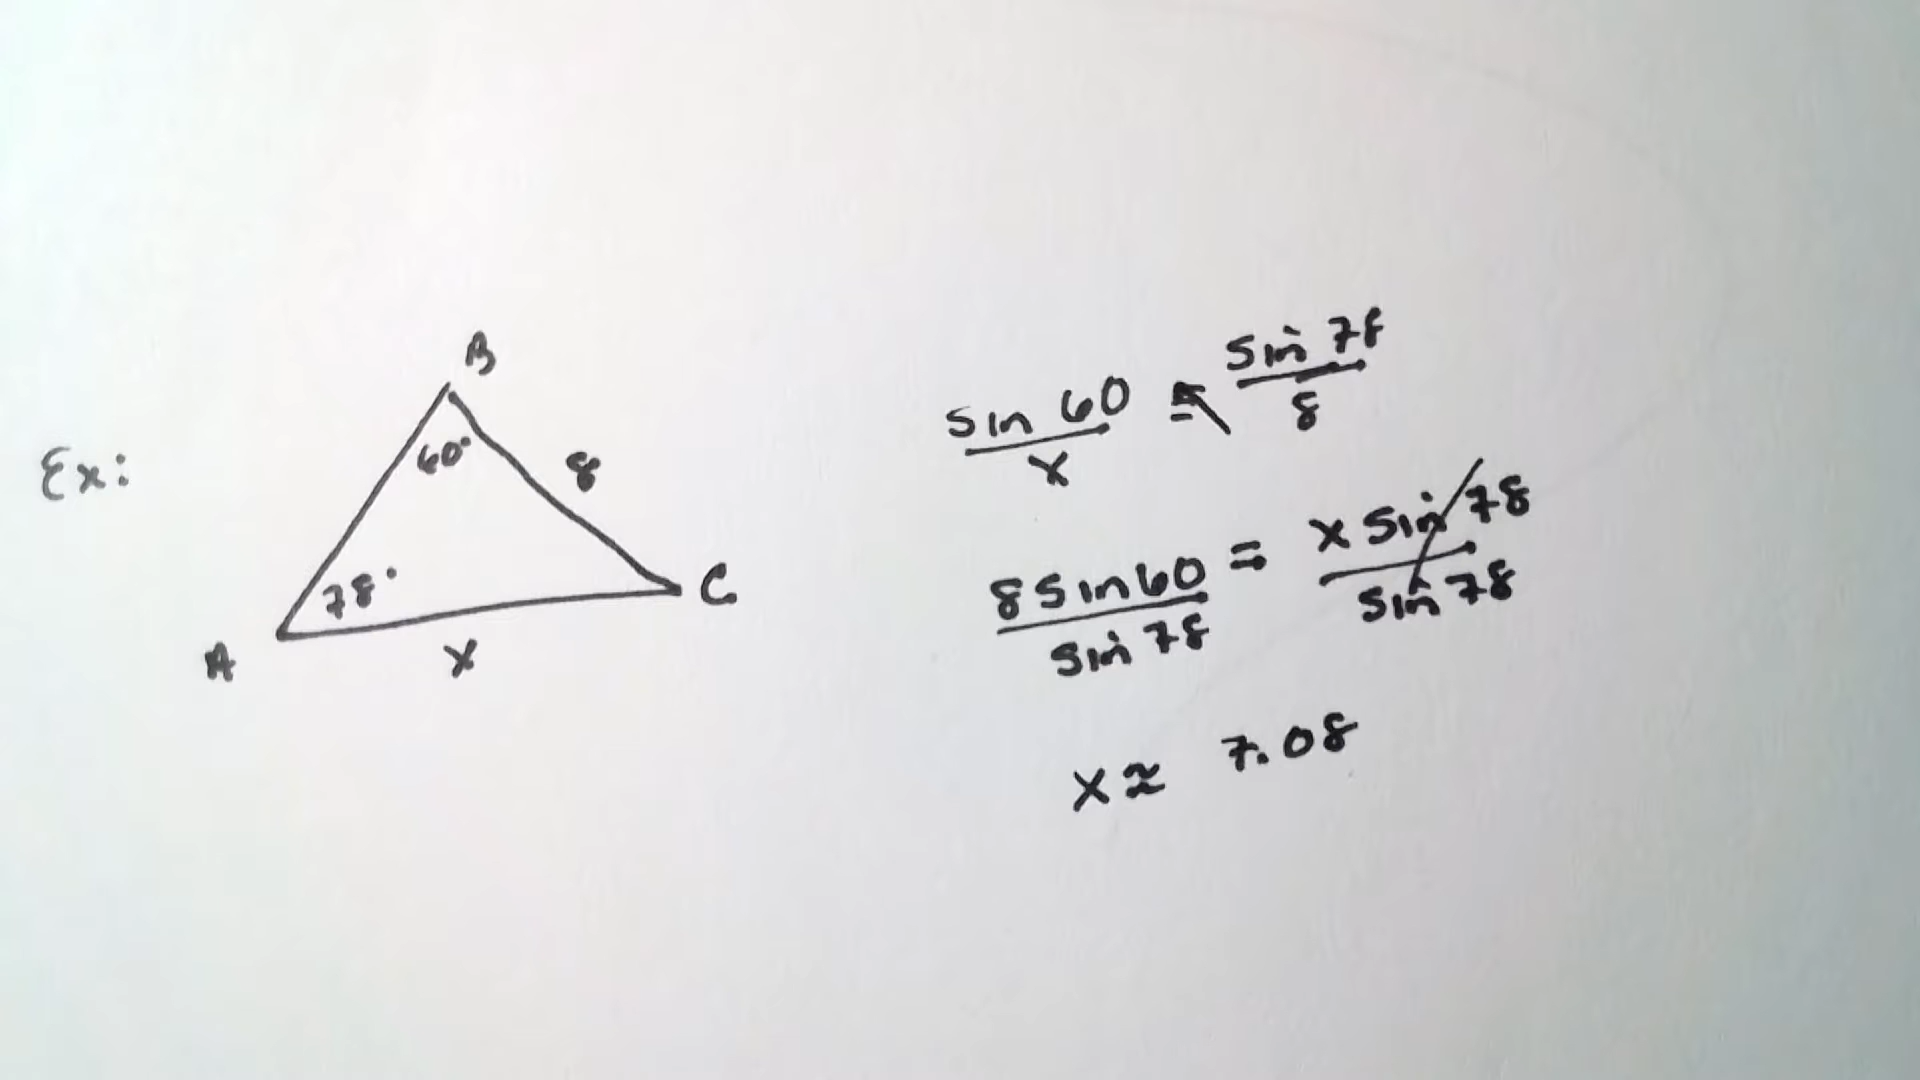 Ex:
B
60°
8
78°
A
x
C
sin 60 / x = sin 78 / 8
8 sin 60 / sin 78 = x sin 78 / sin 78
x ≈ 7.08